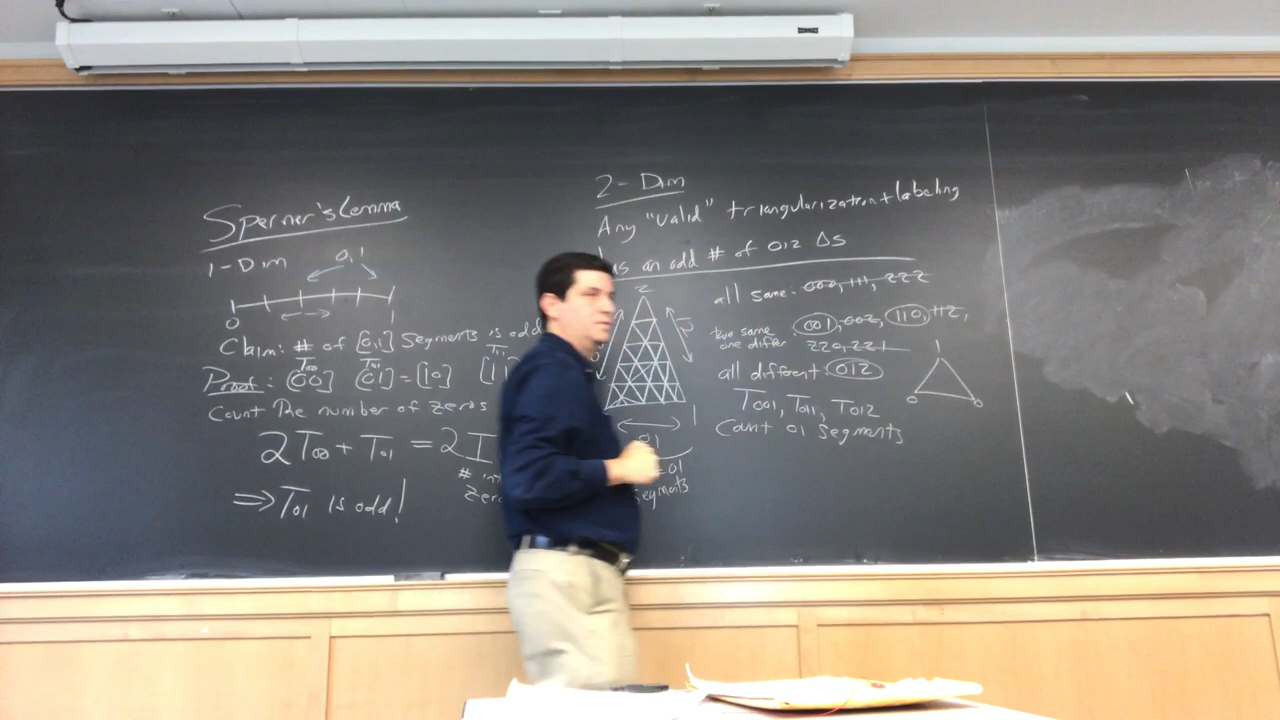 Sperner's Lemma
1-Dim
0,1
0 1
Claim: # of [0,1] Segments is odd
T00 T01
Proof: [00] [01]=[10] [11
Count the number of zeros
2T00 + T01 = 2I
#
zero
⇒ T01 is odd!
2-Dim
Any "valid" triangularization + labeling
an odd # of 012 Δs
2
1
01
=01
segments
all same: 000, 111, 222
two same one differ 001, 002, 110, 112,
220, 221
all different: 012
T001, T011, T012
Count 01 segments
1
0 0